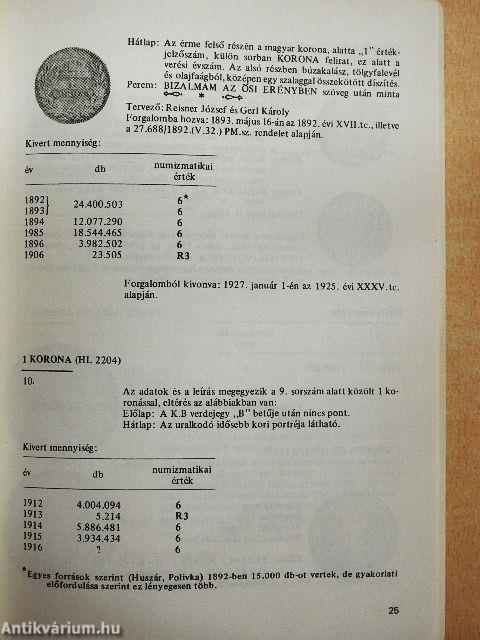 Hátlap: Az érme felső részén a magyar korona, alatta „1" érték-
jelzőszám, külön sorban KORONA felirat, ez alatt a
verési évszám. Az alsó részben búzakalász, tölgyfalevél
és olajfaágból, középen egy szalaggal összekötött díszítés.
Perem: BIZALMAM AZ ŐSI ERÉNYBEN szöveg után minta
*
Tervező: Reisner József és Gerl Károly
Forgalomba hozva: 1893. május 16-án az 1892. évi XVII.tc., illetve
a 27.688/1892.(V.32.) PM.sz. rendelet alapján.
Kivert mennyiség:
év db numizmatikai
érték
1892 24.400.503 6*
1893 6
1894 12.077.290 6
1985 18.544.465 6
1896 3.982.502 6
1906 23.505 R3
Forgalomból kivonva: 1927. január 1-én az 1925. évi XXXV.tc.
alapján.
1 KORONA (HL 2204)
10.
Az adatok és a leírás megegyezik a 9. sorszám alatt közölt 1 ko-
ronással, eltérés az alábbiakban van:
Előlap: A K.B verdejegy „B" betűje után nincs pont.
Hátlap: Az uralkodó idősebb kori portréja látható.
Kivert mennyiség:
év db numizmatikai
érték
1912 4.004.094 6
1913 5.214 R3
1914 5.886.481 6
1915 3.934.434 6
1916 ? 6
*Egyes források szerint (Huszár, Polivka) 1892-ben 15.000 db-ot vertek, de gyakorlati
előfordulása szerint ez lényegesen több.
25
Antikvárium.hu